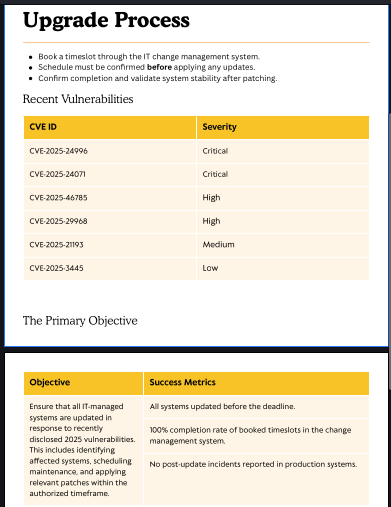 Upgrade Process
• Book a timeslot through the IT change management system.
• Schedule must be confirmed before applying any updates.
• Confirm completion and validate system stability after patching.
Recent Vulnerabilities
CVE ID Severity
CVE-2025-24996 Critical
CVE-2025-24071 Critical
CVE-2025-46785 High
CVE-2025-29968 High
CVE-2025-21193 Medium
CVE-2025-3445 Low
The Primary Objective
Objective Success Metrics
Ensure that all IT-managed
systems are updated in
response to recently
disclosed 2025 vulnerabilities.
This includes identifying
affected systems, scheduling
maintenance, and applying
relevant patches within the
authorized timeframe.
All systems updated before the deadline.
100% completion rate of booked timeslots in the change
management system.
No post-update incidents reported in production systems.